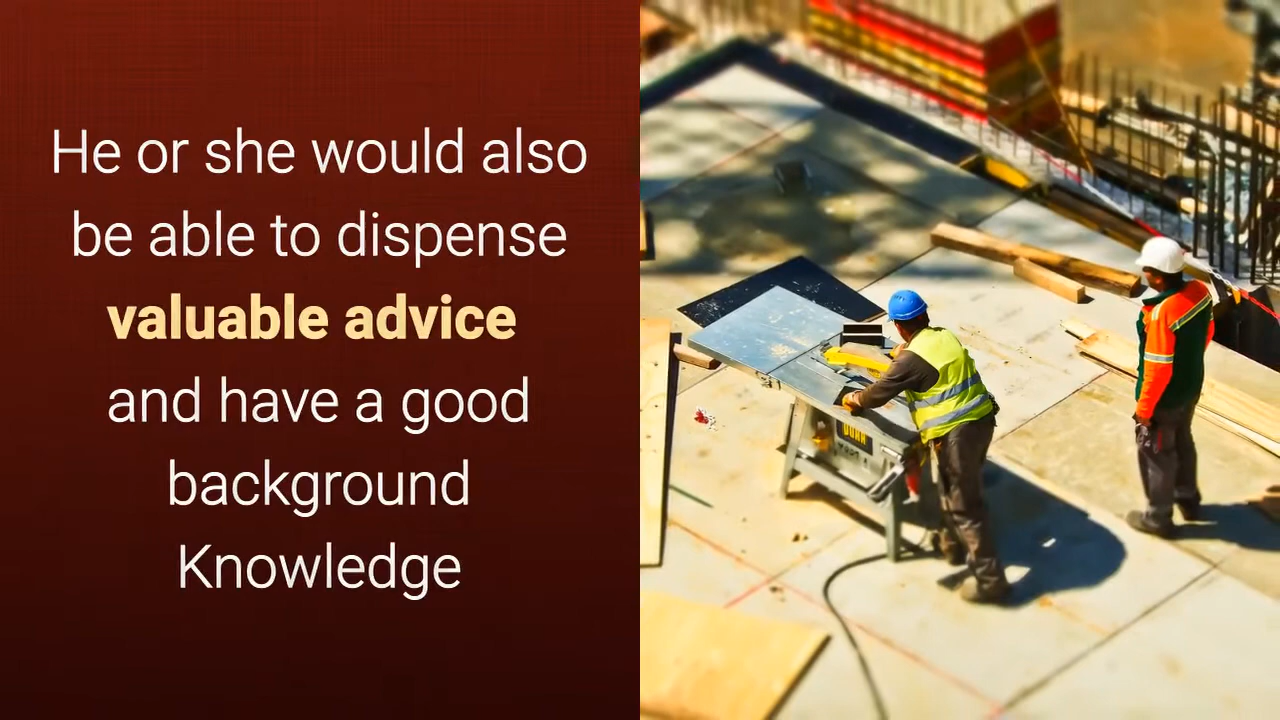 He or she would also
be able to dispense
valuable advice
and have a good
background
Knowledge